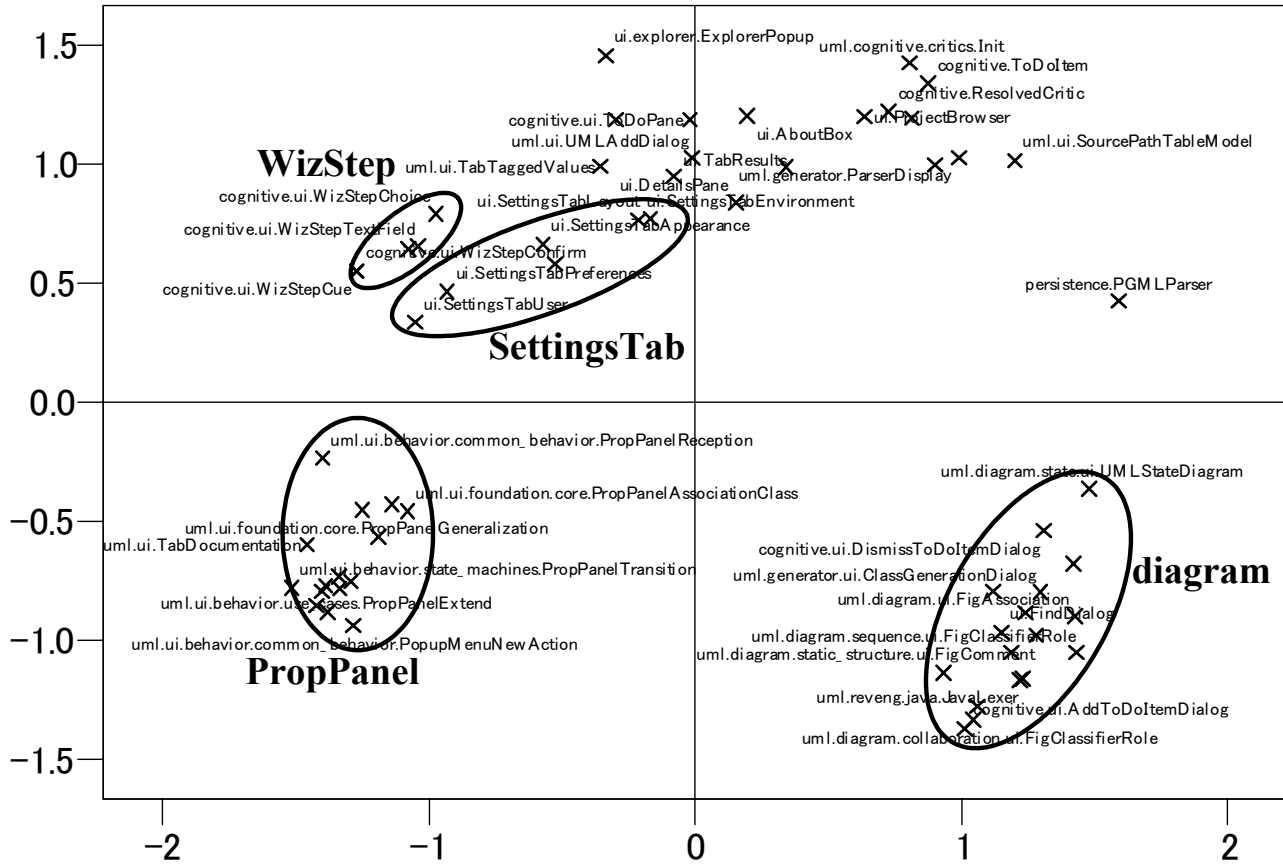 ui.explorer.ExplorerPopup
uml.cognitive.critics.Init
1.5
cognitive.ToDoItem
cognitive.ResolvedCritic
cognitive.ui.ToDoPane
ui.ProjectBrowser
ui.AboutBox
uml.ui.UMLAddDialog
uml.ui.SourcePathTableModel
WizStep
1.0
uml.ui.TabTaggedValues
ui.TabResults
uml.generator.ParserDisplay
cognitive.ui.WizStepChoice
ui.DetailsPane
ui.SettingsTabLayout
ui.SettingsTabEnvironment
cognitive.ui.WizStepTextField
ui.SettingsTabAppearance
cognitive.ui.WizStepConfirm
ui.SettingsTabPreferences
cognitive.ui.WizStepCue
persistence.PGMLParser
0.5
ui.SettingsTabUser
SettingsTab
0.0
uml.ui.behavior.common_behavior.PropPanelReception
uml.diagram.state.ui.UMLStateDiagram
uml.ui.foundation.core.PropPanelAssociationClass
−0.5
uml.ui.foundation.core.PropPanelGeneralization
uml.ui.TabDocumentation
cognitive.ui.DismissToDoItemDialog
uml.ui.behavior.state_machines.PropPanelTransition
uml.generator.ui.ClassGenerationDialog
diagram
uml.ui.behavior.use_cases.PropPanelExtend
uml.diagram.ui.FigAssociation
ui.FindDialog
−1.0
uml.ui.behavior.common_behavior.PopupMenuNewAction
uml.diagram.sequence.ui.FigClassifierRole
uml.diagram.static_structure.ui.FigComment
PropPanel
uml.reveng.java.JavaLexer
cognitive.ui.AddToDoItemDialog
uml.diagram.collaboration.ui.FigClassifierRole
−1.5
−2
−1
0
1
2